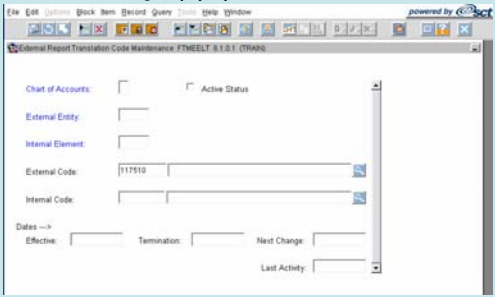 File Edit Options Block Item Record Query Tools Help Window powered by sct
External Report Translation Code Maintenance FTMEELT 6.1.0.1 (TRAIN)
Chart of Accounts: Active Status
External Entity:
Internal Element:
External Code: 117510
Internal Code:
Dates --->
Effective: Termination: Next Change:
Last Activity: